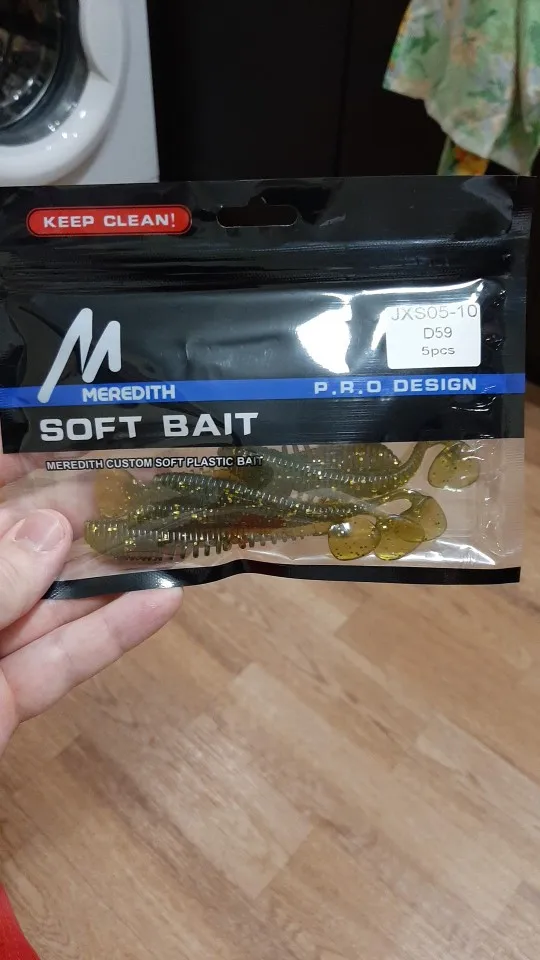 KEEP CLEAN!
JXS05-10
D59
5pcs
M
MEREDITH
P.R.O DESIGN
SOFT BAIT
MEREDITH CUSTOM SOFT PLASTIC BAIT